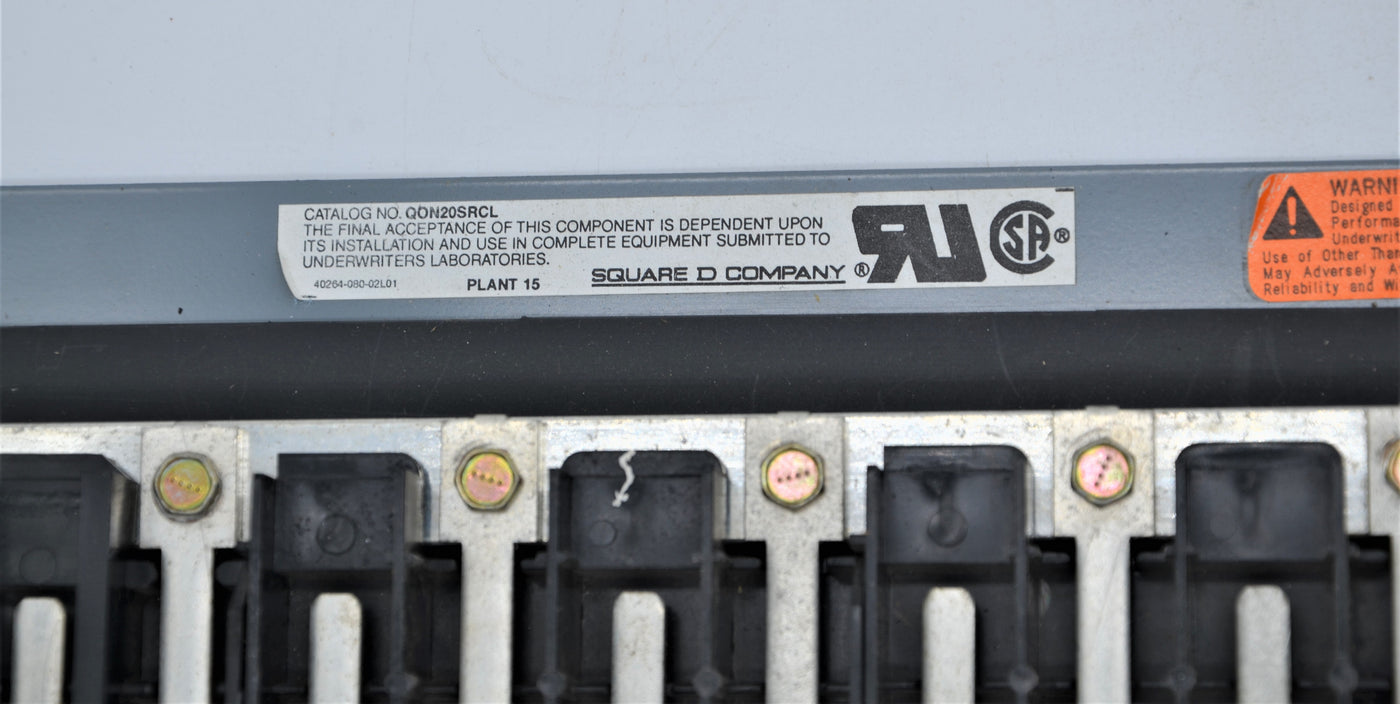 CATALOG NO. QON20SRCL
THE FINAL ACCEPTANCE OF THIS COMPONENT IS DEPENDENT UPON
ITS INSTALLATION AND USE IN COMPLETE EQUIPMENT SUBMITTED TO
UNDERWRITERS LABORATORIES.
40264-080-02L01 PLANT 15 SQUARE D COMPANY ® RU SA ®
WARNI
Designed
Performa
Underwrit
Use of Other Than
May Adversely A
Reliability and Wi